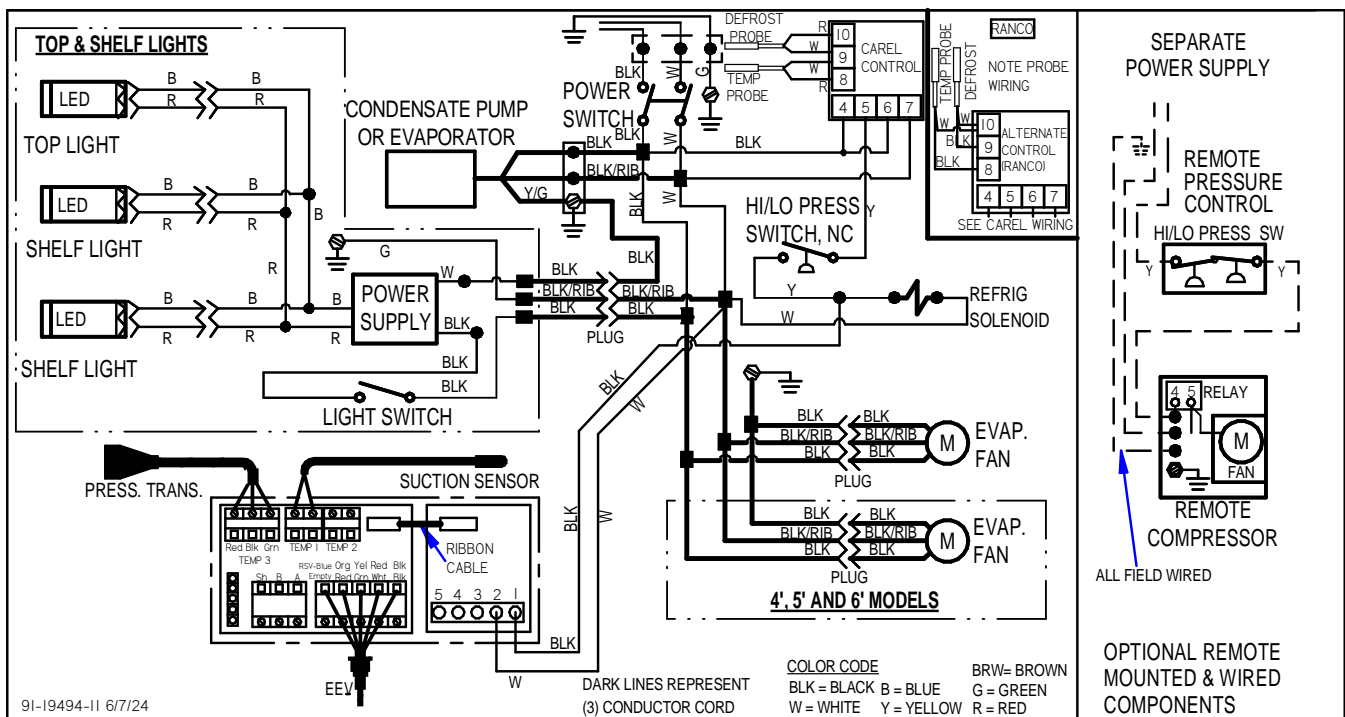 TOP & SHELF LIGHTS
LED
B
R
B
R
TOP LIGHT
LED
B
R
B
R
SHELF LIGHT
B
R
LED
B
R
B
R
B
R
SHELF LIGHT
G
POWER
SUPPLY
W
BLK
BLK
BLK
LIGHT SWITCH
CONDENSATE PUMP
OR EVAPORATOR
BLK
BLK/RIB
Y/G
BLK
BLK
BLK/RIB
BLK/RIB
BLK
BLK
PLUG
POWER
SWITCH
BLK
W
G
BLK
W
BLK
BLK
W
DEFROST
PROBE
TEMP
PROBE
R
W
W
R
10
9
8
CAREL
CONTROL
4 5 6 7
Y
HI/LO PRESS
SWITCH, NC
Y
W
REFRIG
SOLENOID
RANCO
TEMP PROBE
DEFROST
NOTE PROBE
WIRING
W
W
BLK
BLK
10
9
8
ALTERNATE
CONTROL
(RANCO)
4 5 6 7
SEE CAREL WIRING
BLK
W
BLK
W
BLK
BLK
BLK/RIB
BLK/RIB
BLK
BLK
PLUG
M
EVAP.
FAN
BLK
BLK
BLK/RIB
BLK/RIB
BLK
BLK
PLUG
M
EVAP.
FAN
4', 5' AND 6' MODELS
PRESS. TRANS.
SUCTION SENSOR
Red Blk Grn
TEMP 3
TEMP 1
TEMP 2
RIBBON
CABLE
Sh B A
RSV-Blue Org Yel Red Blk
Empty Red Grn Wht Blk
5 4 3 2 1
BLK
W
EEV
DARK LINES REPRESENT
(3) CONDUCTOR CORD
COLOR CODE
BLK = BLACK
W = WHITE
B = BLUE
Y = YELLOW
BRW= BROWN
G = GREEN
R = RED
91-19494-11 6/7/24
SEPARATE
POWER SUPPLY
REMOTE
PRESSURE
CONTROL
HI/LO PRESS SW
Y
Y
4 5
RELAY
M
FAN
REMOTE
COMPRESSOR
ALL FIELD WIRED
OPTIONAL REMOTE
MOUNTED & WIRED
COMPONENTS